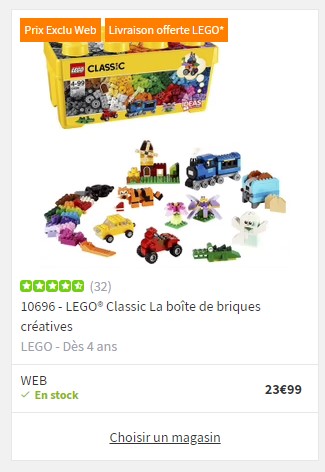 Prix Exclu Web Livraison offerte LEGO*
LEGO CLASSIC
4-99
IDEAS
(32)
10696 - LEGO® Classic La boîte de briques
créatives
LEGO - Dès 4 ans
WEB
En stock
23€99
Choisir un magasin